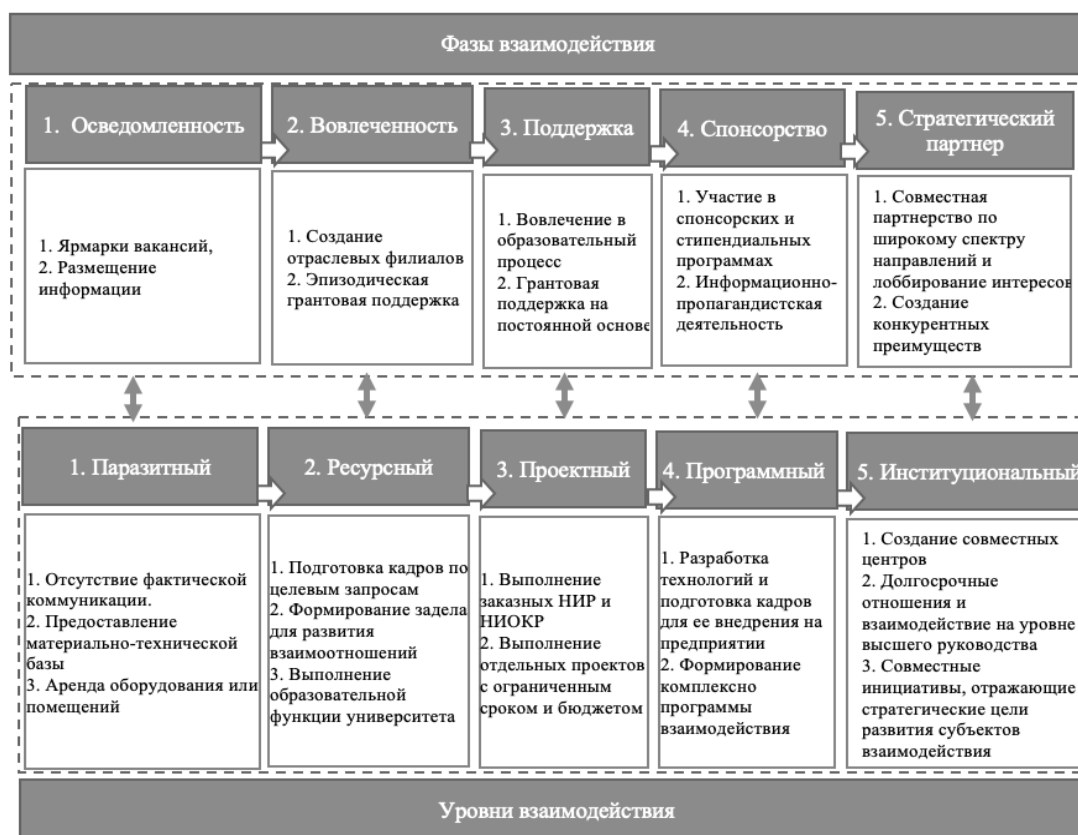 Фазы взаимодействия
1. Осведомленность
1. Ярмарки вакансий,
2. Размещение
информации
2. Вовлеченность
1. Создание
отраслевых филиалов
2. Эпизодическая
грантовая поддержка
3. Поддержка
1. Вовлечение в
образовательный
процесс
2. Грантовая
поддержка на
постоянной основе
4. Спонсорство
1. Участие в
спонсорских и
стипендиальных
программах
2. Информационно-
пропагандистская
деятельность
5. Стратегический
партнер
1. Совместная
партнерство по
широкому спектру
направлений и
лоббирование интересов
2. Создание
конкурентных
преимуществ
1. Паразитный
1. Отсутствие фактической
коммуникации.
2. Предоставление
материально-технической
базы
3. Аренда оборудования или
помещений
2. Ресурсный
1. Подготовка кадров по
целевым запросам
2. Формирование задела
для развития
взаимоотношений
3. Выполнение
образовательной
функции университета
3. Проектный
1. Выполнение
заказных НИР и
НИОКР
2. Выполнение
отдельных проектов
с ограниченным
сроком и бюджетом
4. Программный
1. Разработка
технологий и
подготовка кадров
для ее внедрения на
предприятии
2. Формирование
комплексно
программы
взаимодействия
5. Институциональный
1. Создание совместных
центров
2. Долгосрочные
отношения и
взаимодействие на уровне
высшего руководства
3. Совместные
инициативы, отражающие
стратегические цели
развития субъектов
взаимодействия
Уровни взаимодействия